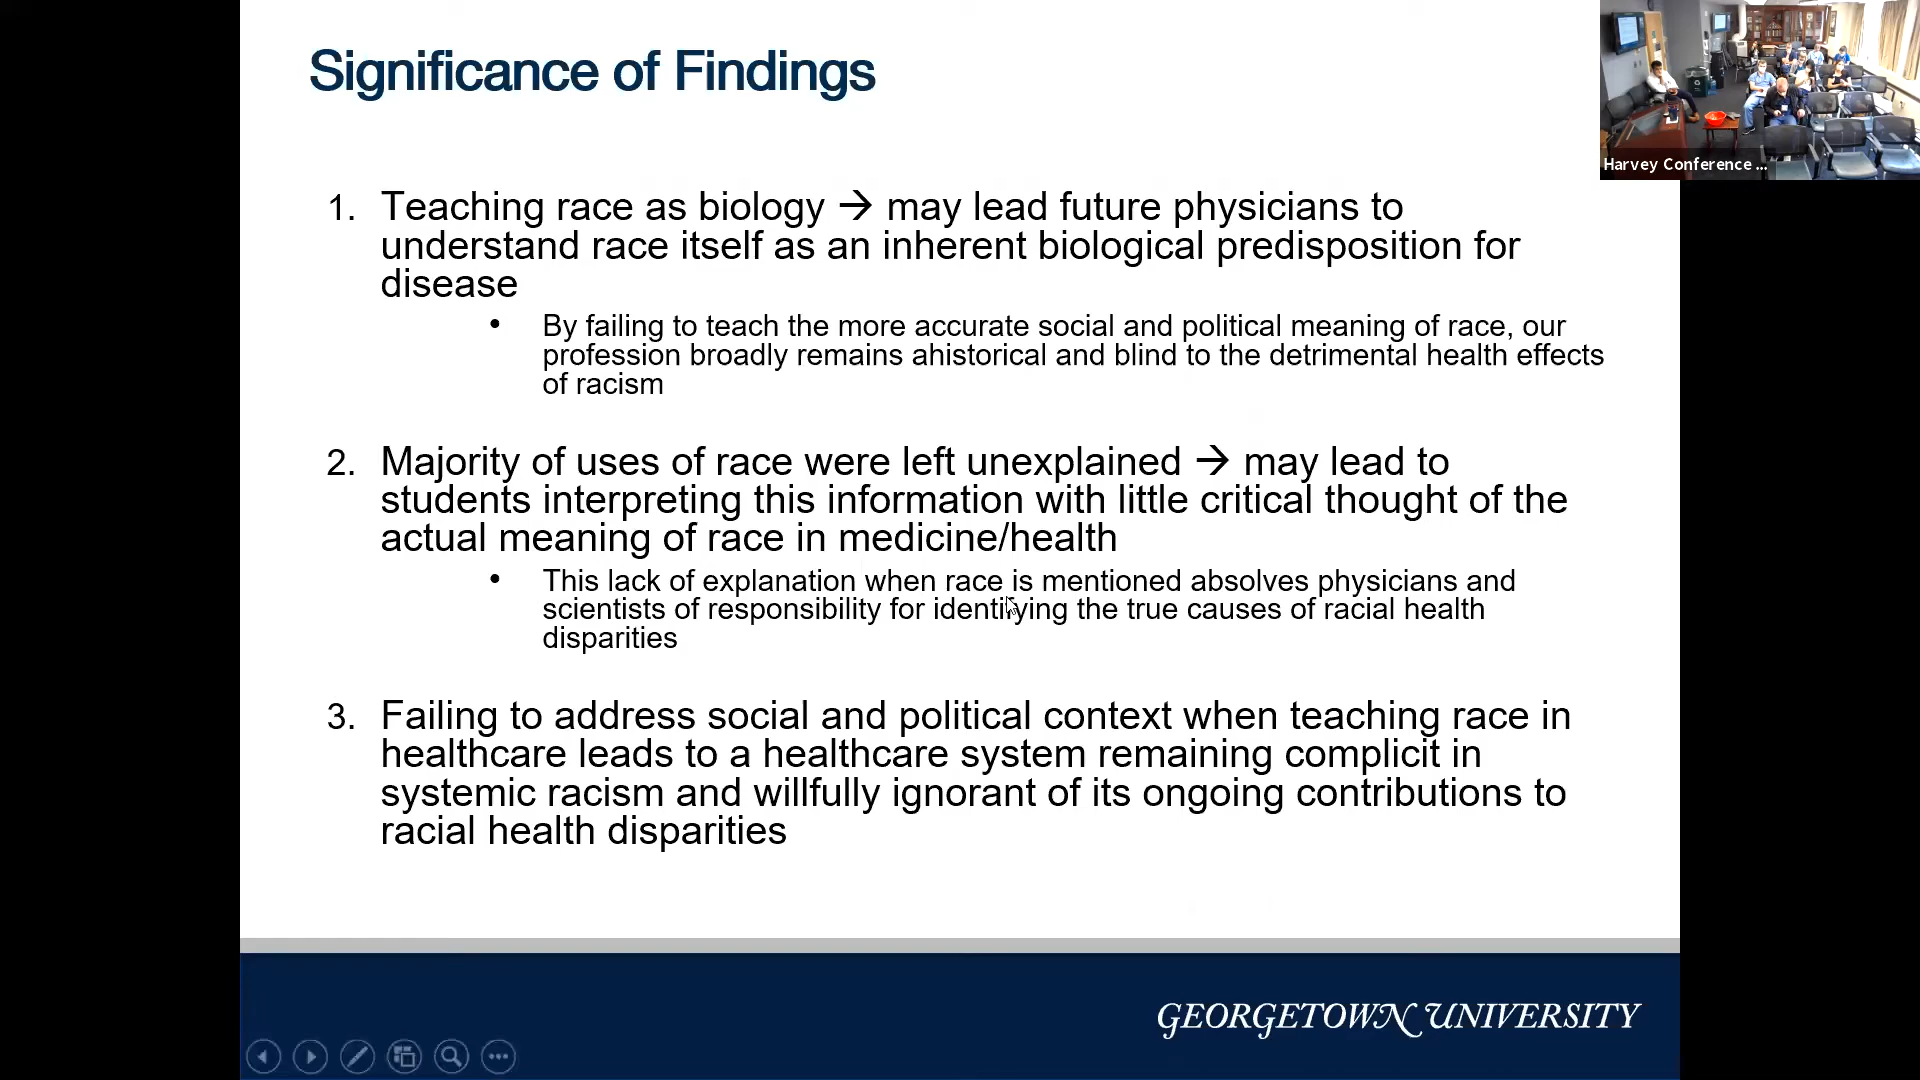 Significance of Findings
Harvey Conference ...
1. Teaching race as biology → may lead future physicians to
understand race itself as an inherent biological predisposition for
disease
• By failing to teach the more accurate social and political meaning of race, our
profession broadly remains ahistorical and blind to the detrimental health effects
of racism
2. Majority of uses of race were left unexplained → may lead to
students interpreting this information with little critical thought of the
actual meaning of race in medicine/health
• This lack of explanation when race is mentioned absolves physicians and
scientists of responsibility for identifying the true causes of racial health
disparities
3. Failing to address social and political context when teaching race in
healthcare leads to a healthcare system remaining complicit in
systemic racism and willfully ignorant of its ongoing contributions to
racial health disparities
GEORGETOWN UNIVERSITY